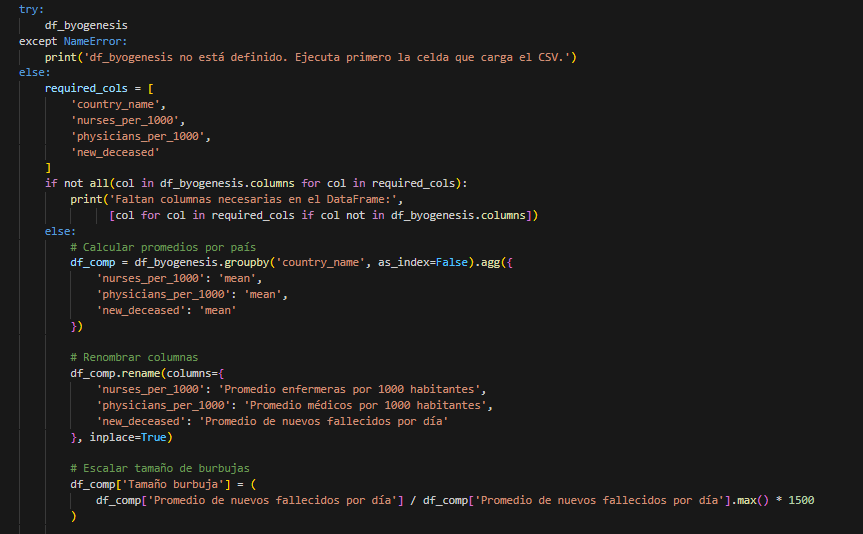 try:
    df_byogenesis
except NameError:
    print('df_byogenesis no está definido. Ejecuta primero la celda que carga el CSV.')
else:
    required_cols = [
        'country_name',
        'nurses_per_1000',
        'physicians_per_1000',
        'new_deceased'
    ]
    if not all(col in df_byogenesis.columns for col in required_cols):
        print('Faltan columnas necesarias en el DataFrame:',
              [col for col in required_cols if col not in df_byogenesis.columns])
    else:
        # Calcular promedios por país
        df_comp = df_byogenesis.groupby('country_name', as_index=False).agg({
            'nurses_per_1000': 'mean',
            'physicians_per_1000': 'mean',
            'new_deceased': 'mean'
        })

        # Renombrar columnas
        df_comp.rename(columns={
            'nurses_per_1000': 'Promedio enfermeras por 1000 habitantes',
            'physicians_per_1000': 'Promedio médicos por 1000 habitantes',
            'new_deceased': 'Promedio de nuevos fallecidos por día'
        }, inplace=True)

        # Escalar tamaño de burbujas
        df_comp['Tamaño burbuja'] = (
            df_comp['Promedio de nuevos fallecidos por día'] / df_comp['Promedio de nuevos fallecidos por día'].max() * 1500
        )